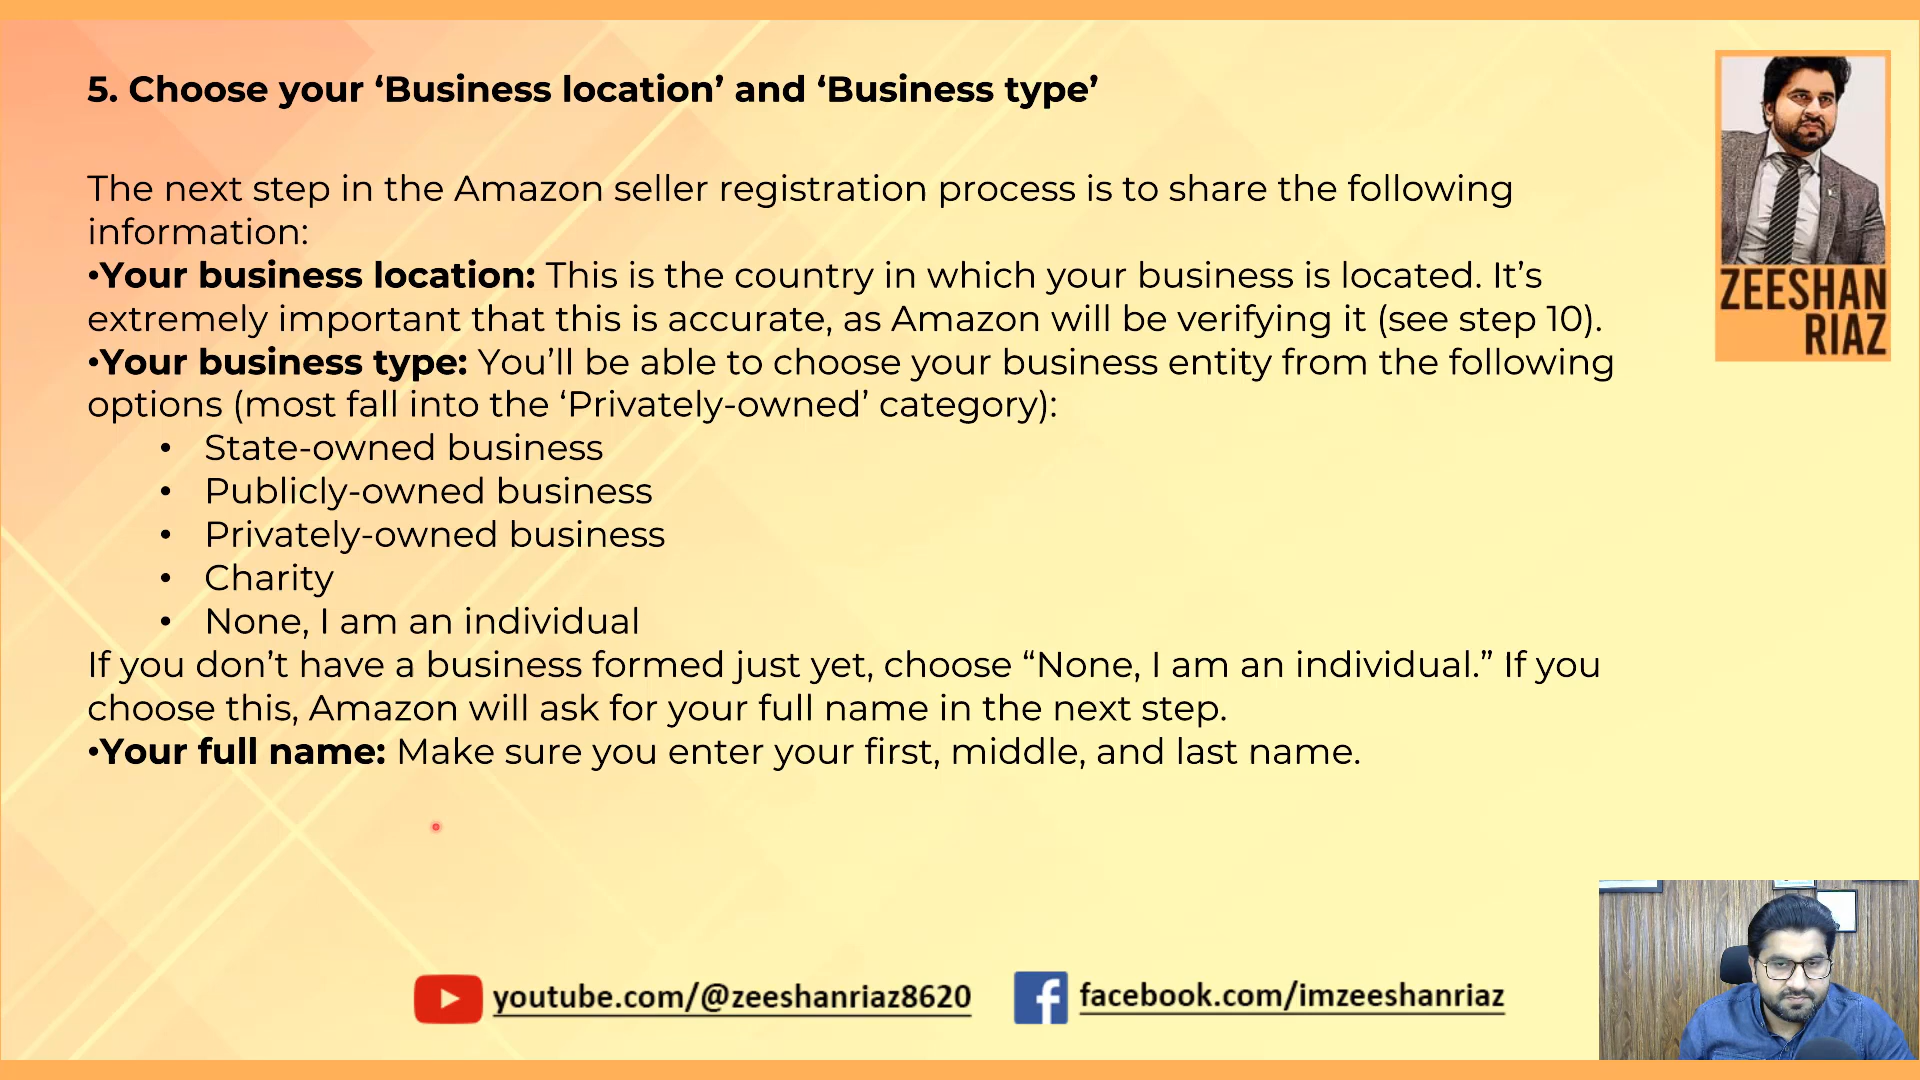 5. Choose your ‘Business location’ and ‘Business type’
The next step in the Amazon seller registration process is to share the following
information:
•Your business location: This is the country in which your business is located. It’s
extremely important that this is accurate, as Amazon will be verifying it (see step 10).
•Your business type: You’ll be able to choose your business entity from the following
options (most fall into the ‘Privately-owned’ category):
• State-owned business
• Publicly-owned business
• Privately-owned business
• Charity
• None, I am an individual
If you don’t have a business formed just yet, choose “None, I am an individual.” If you
choose this, Amazon will ask for your full name in the next step.
•Your full name: Make sure you enter your first, middle, and last name.
ZEESHAN
RIAZ
youtube.com/@zeeshanriaz8620
facebook.com/imzeeshanriaz